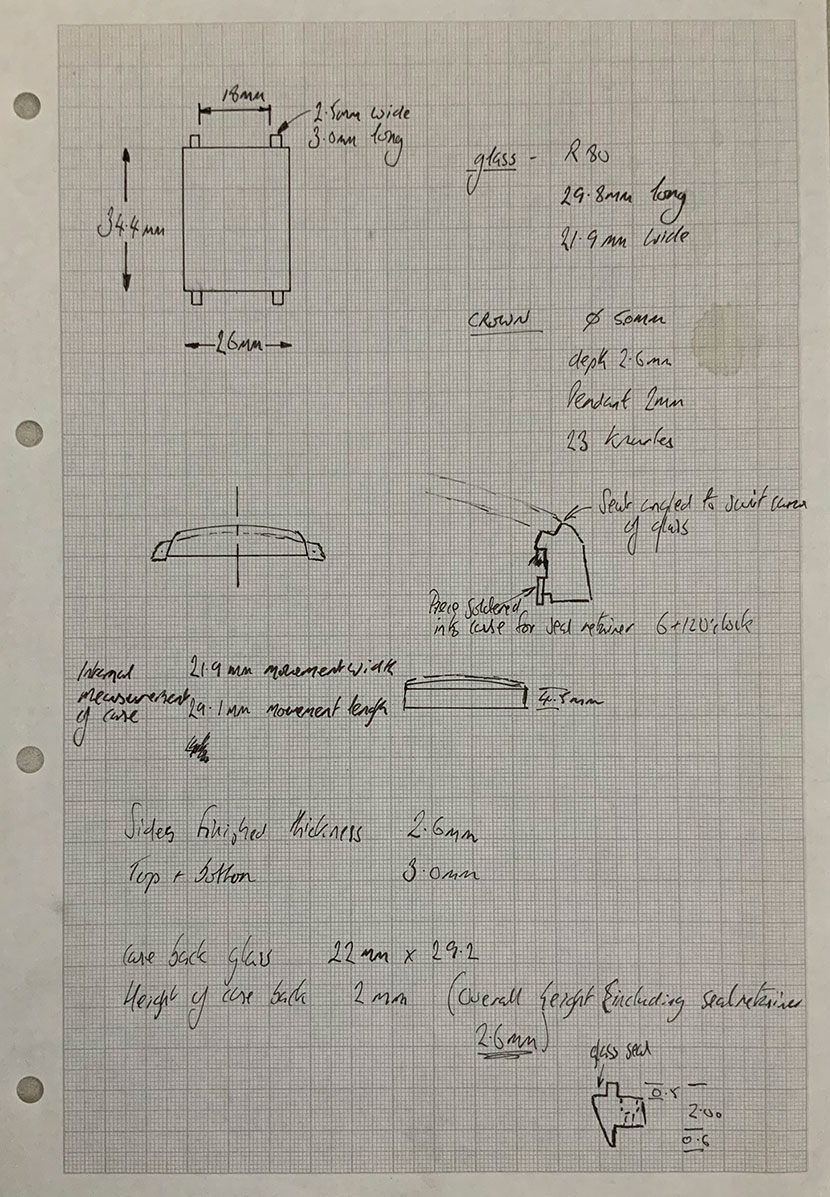 18mm
2.5mm wide
3.0mm long
34.4mm
26mm
glass - R 80
29.8mm long
21.9mm wide
CROWN ø 5.0mm
depth 2.6mm
Pendant 2mm
23 Knurles
Seat angled to suit curve
of glass
Piece soldered
into case for seal retainer 6+12 o'clock
Internal
measurement
of case
21.9mm movement width
29.1mm movement length
4.3mm
Sides finished thickness 2.6mm
Top + bottom 3.0mm
Case back glass 22mm x 29.2
Height of case back 2mm (Overall height including seal retainer
2.6mm)
glass seal
0.5
2.00
0.6